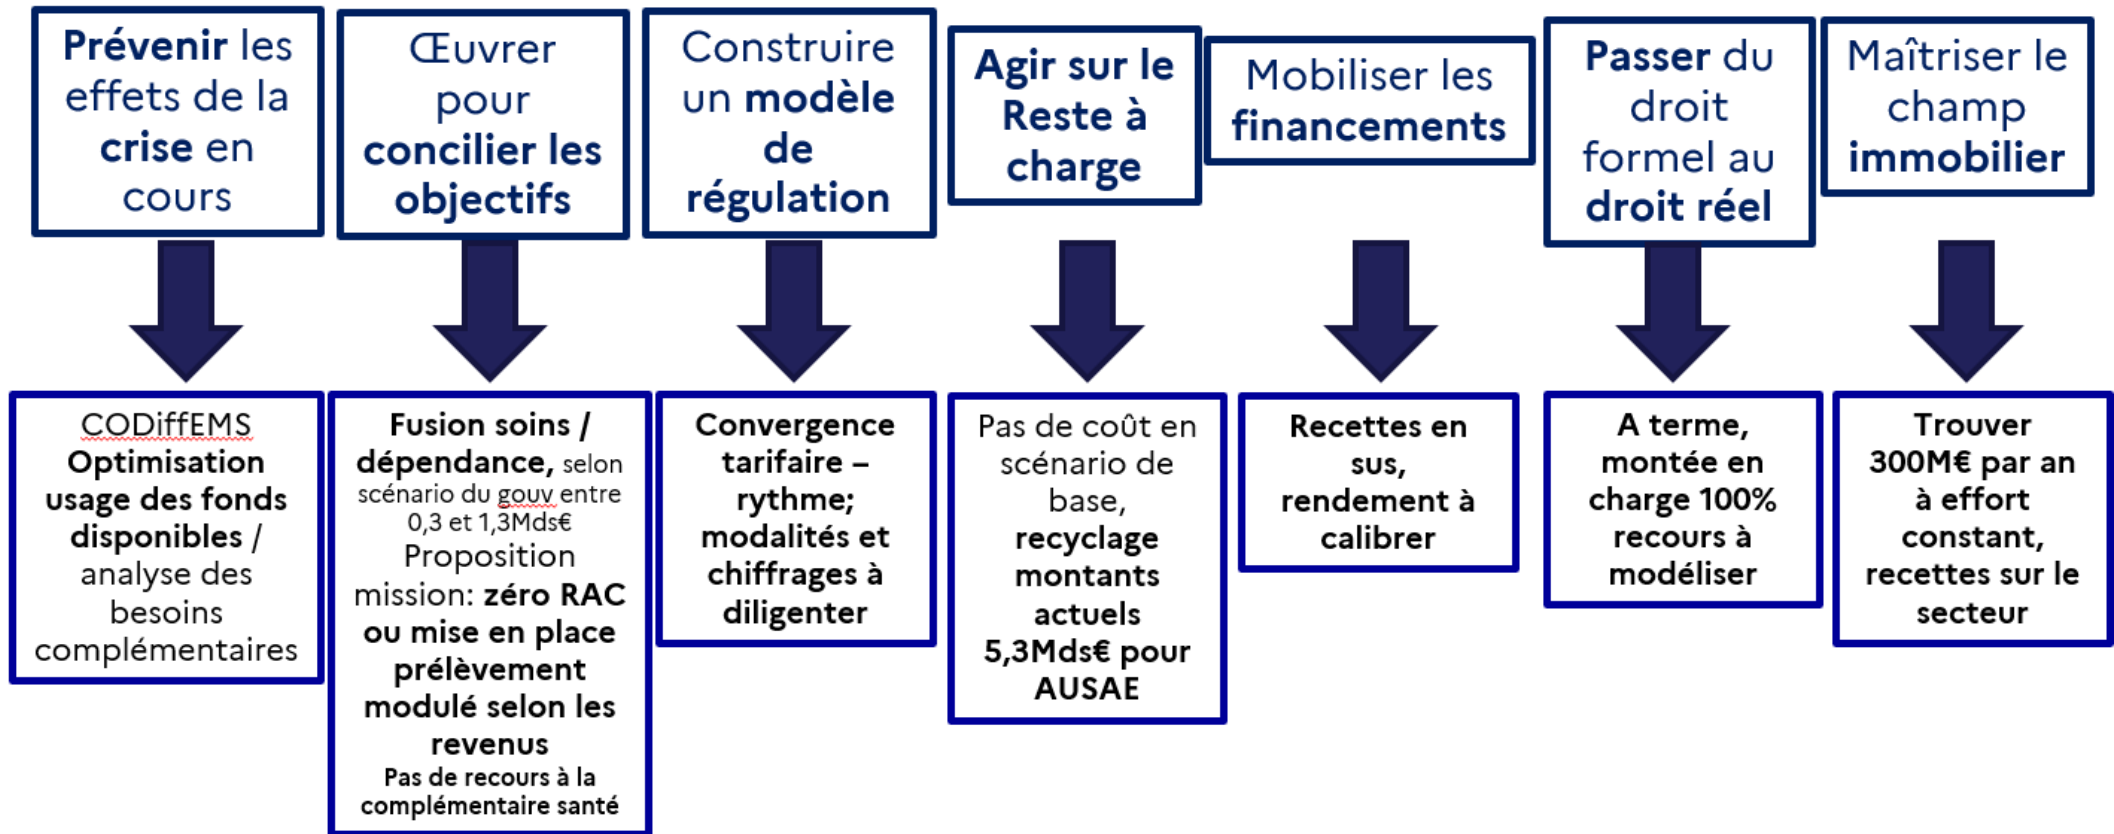 Prévenir les
effets de la
crise en
cours
Œuvrer
pour
concilier les
objectifs
Construire
un modèle
de
régulation
Agir sur le
Reste à
charge
Mobiliser les
financements
Passer du
droit
formel au
droit réel
Maîtriser le
champ
immobilier
CODiffEMS
Optimisation
usage des fonds
disponibles /
analyse des
besoins
complémentaires
Fusion soins /
dépendance, selon
scénario du gouv entre
0,3 et 1,3Mds€
Proposition
mission: zéro RAC
ou mise en place
prélèvement
modulé selon les
revenus
Pas de recours à la
complémentaire santé
Convergence
tarifaire –
rythme;
modalités et
chiffrages à
diligenter
Pas de coût en
scénario de
base,
recyclage
montants
actuels
5,3Mds€ pour
AUSAE
Recettes en
sus,
rendement à
calibrer
A terme,
montée en
charge 100%
recours à
modéliser
Trouver
300M€ par an
à effort
constant,
recettes sur le
secteur